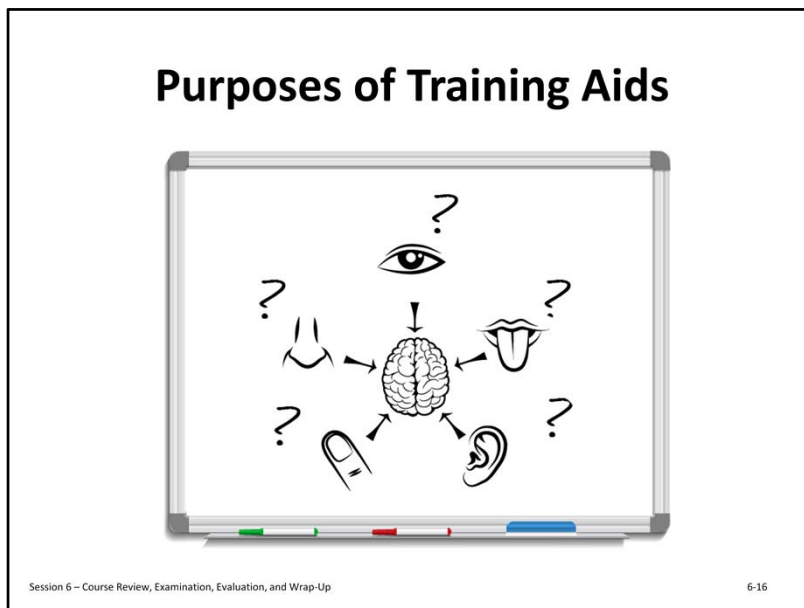 Purposes of Training Aids
?
? ?
? ?
Session 6 – Course Review, Examination, Evaluation, and Wrap-Up 6-16